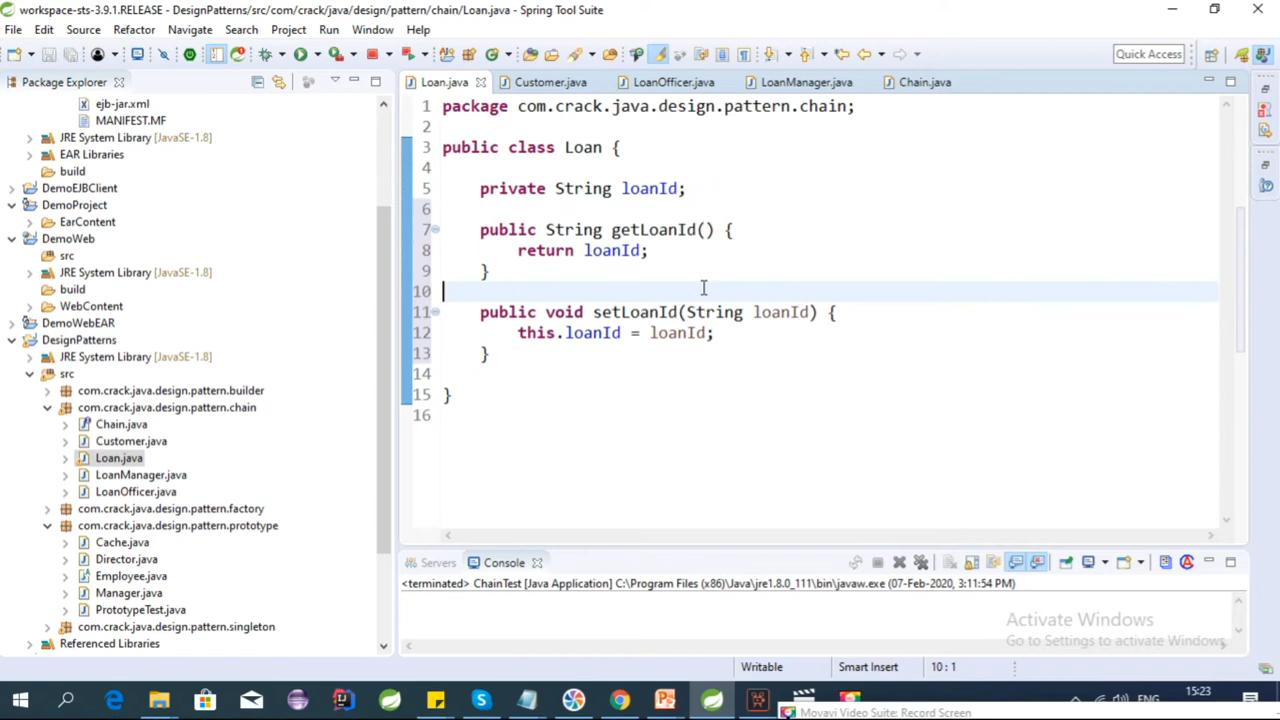 workspace-sts-3.9.1.RELEASE - DesignPatterns/src/com/crack/java/design/pattern/chain/Loan.java - Spring Tool Suite
File Edit Source Refactor Navigate Search Project Run Window Help
Quick Access
Package Explorer
ejb-jar.xml
MANIFEST.MF
JRE System Library [JavaSE-1.8]
EAR Libraries
build
DemoEJBClient
DemoProject
EarContent
DemoWeb
src
JRE System Library [JavaSE-1.8]
build
WebContent
DemoWebEAR
DesignPatterns
JRE System Library [JavaSE-1.8]
src
com.crack.java.design.pattern.builder
com.crack.java.design.pattern.chain
Chain.java
Customer.java
Loan.java
LoanManager.java
LoanOfficer.java
com.crack.java.design.pattern.factory
com.crack.java.design.pattern.prototype
Cache.java
Director.java
Employee.java
Manager.java
PrototypeTest.java
com.crack.java.design.pattern.singleton
Referenced Libraries
Loan.java Customer.java LoanOfficer.java LoanManager.java Chain.java
1 package com.crack.java.design.pattern.chain;
2
3 public class Loan {
4
5 private String loanId;
6
7 public String getLoanId() {
8 return loanId;
9 }
10
11 public void setLoanId(String loanId) {
12 this.loanId = loanId;
13 }
14
15 }
16
Servers Console
<terminated> ChainTest [Java Application] C:\Program Files (x86)\Java\jre1.8.0_111\bin\javaw.exe (07-Feb-2020, 3:11:54 PM)
Activate Windows
Go to Settings to activate Windows.
Writable Smart Insert 10 : 1
ENG 15:23
Movavi Video Suite: Record Screen